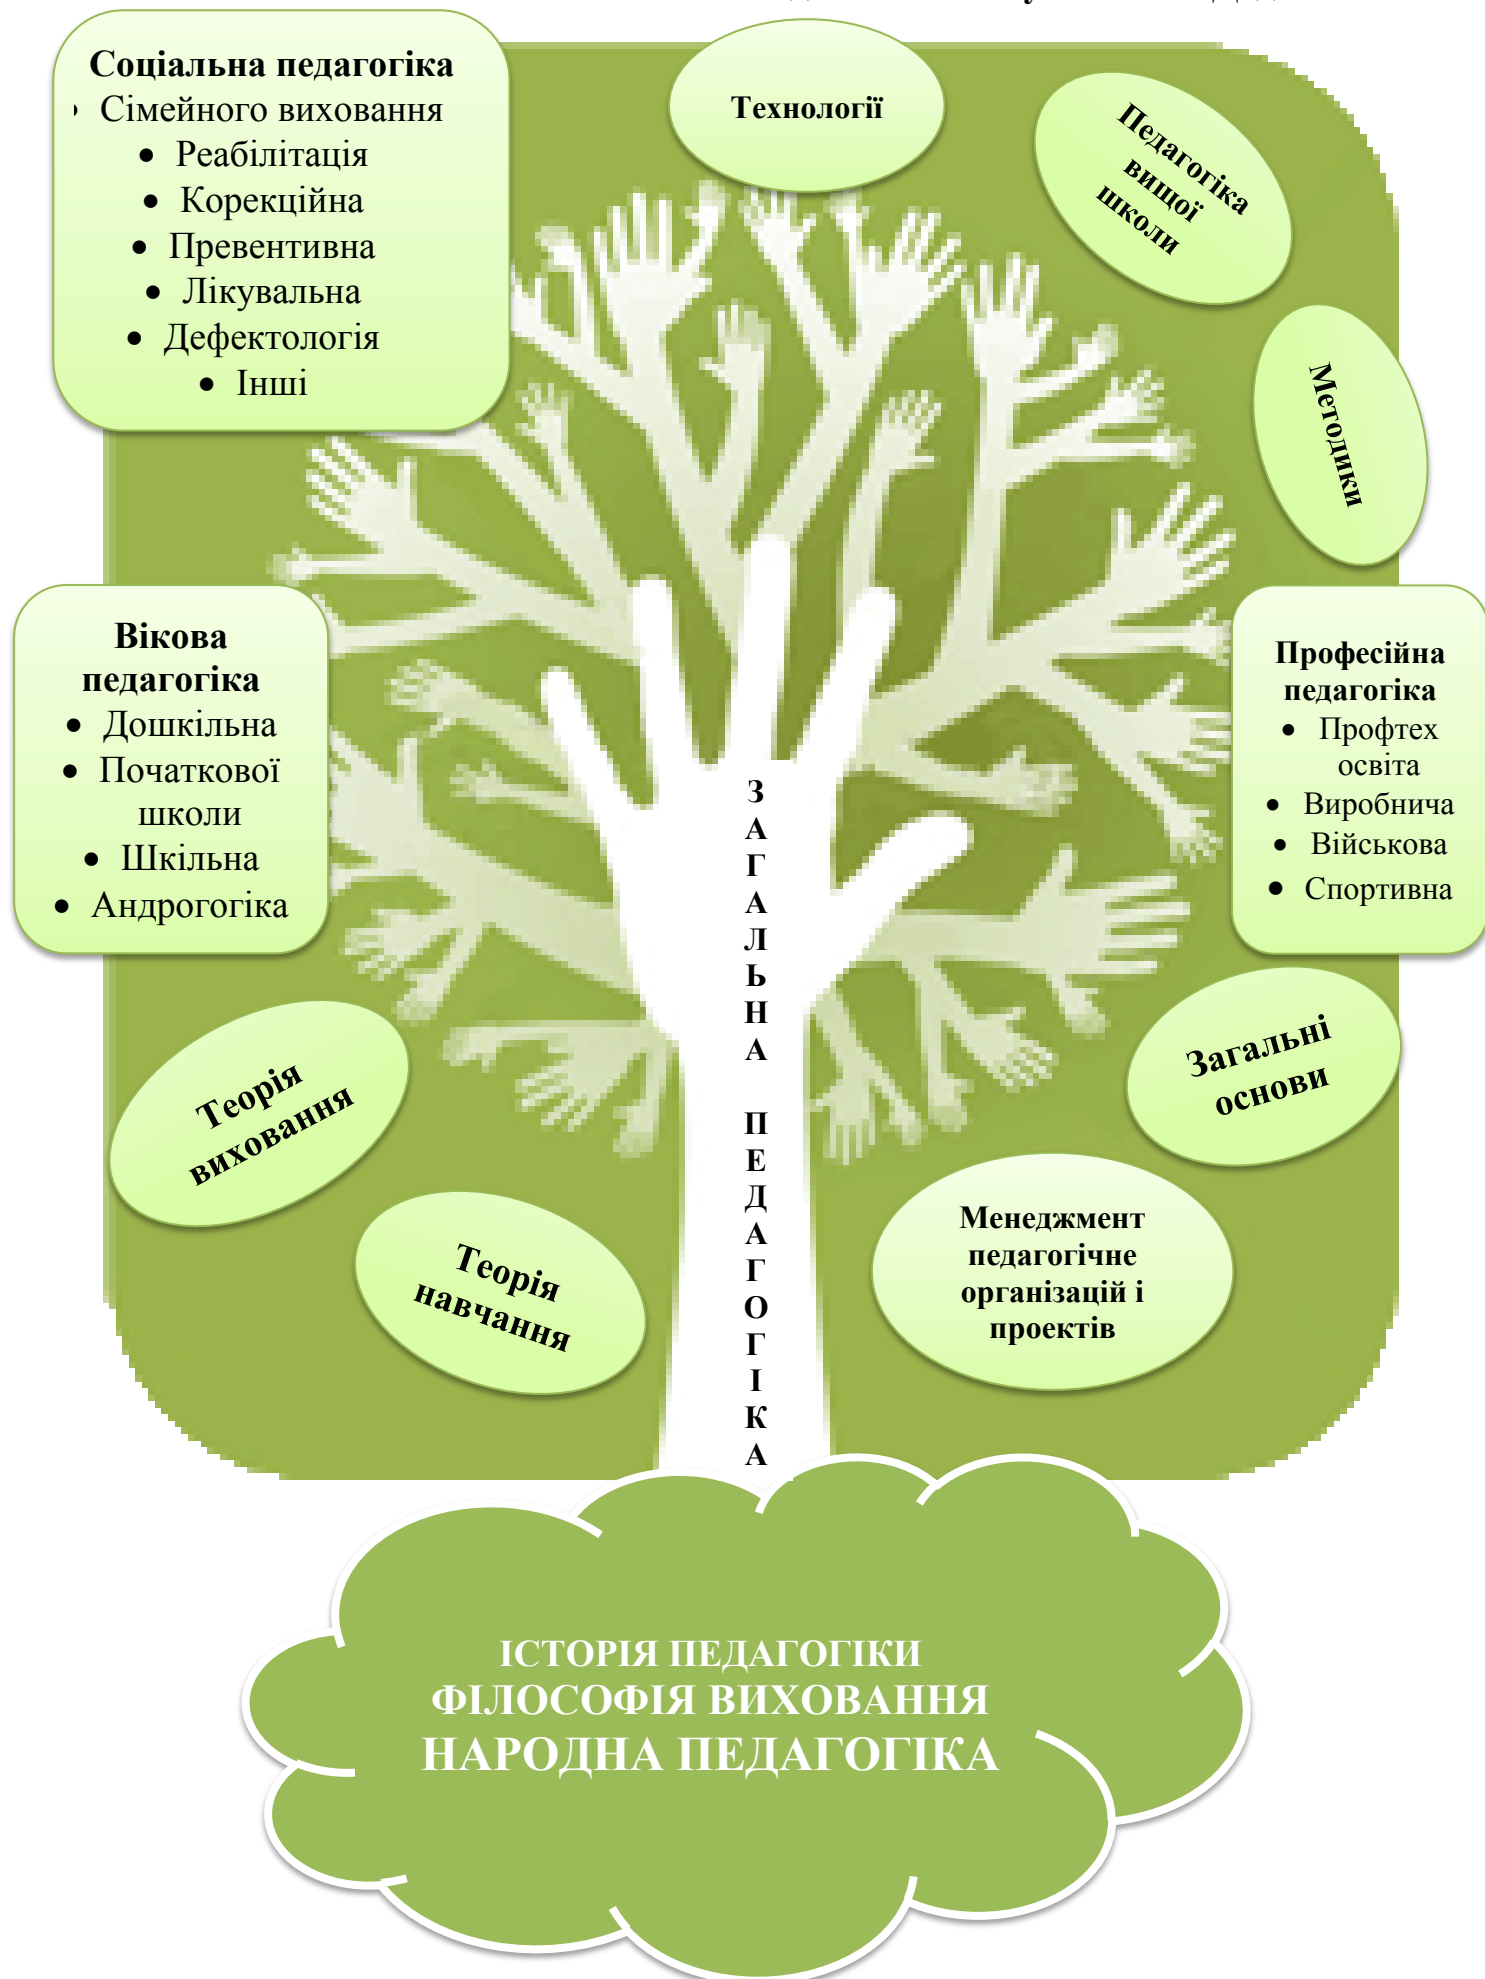 Соціальна педагогіка
• Сімейного виховання
• Реабілітація
• Корекційна
• Превентивна
• Лікувальна
• Дефектологія
• Інші
Технології
Педагогіка
вищої
школи
Методики
Вікова
педагогіка
• Дошкільна
• Початкової
школи
• Шкільна
• Андрогогіка
Професійна
педагогіка
• Профтех
освіта
• Виробнича
• Військова
• Спортивна
ЗАГАЛЬНА ПЕДАГОГІКА
Теорія
виховання
Загальні
основи
Теорія
навчання
Менеджмент
педагогічне
організацій і
проектів
ІСТОРІЯ ПЕДАГОГІКИ
ФІЛОСОФІЯ ВИХОВАННЯ
НАРОДНА ПЕДАГОГІКА